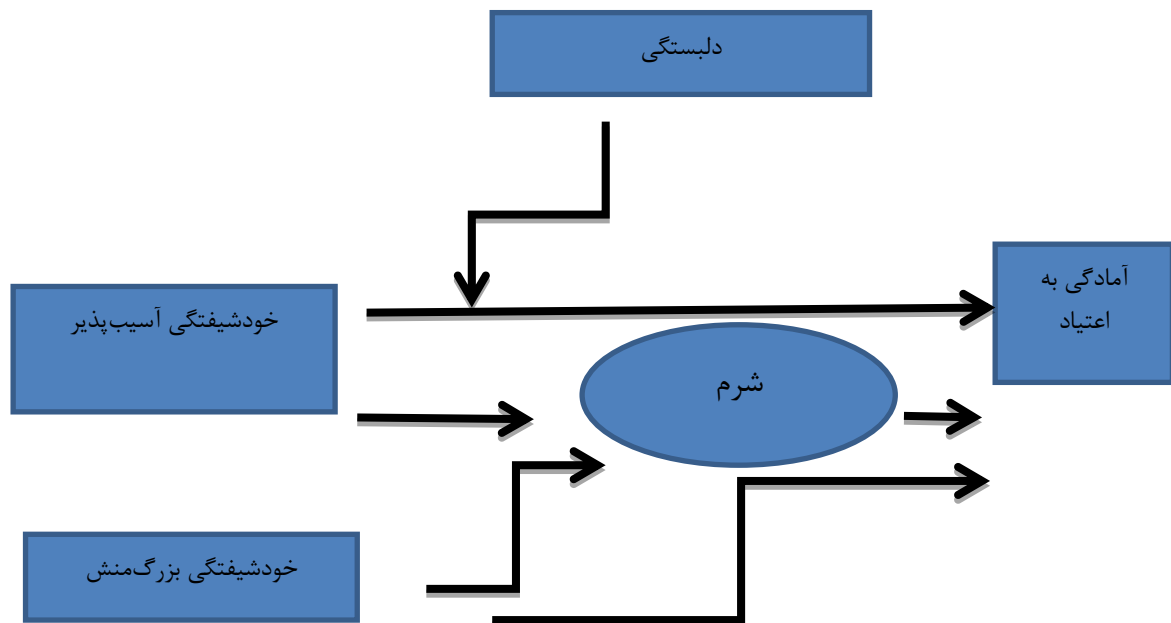 دلبستگی
آمادگی به
اعتیاد
خودشیفتگی آسیب‌پذیر
شرم
خودشیفتگی بزرگ‌منش